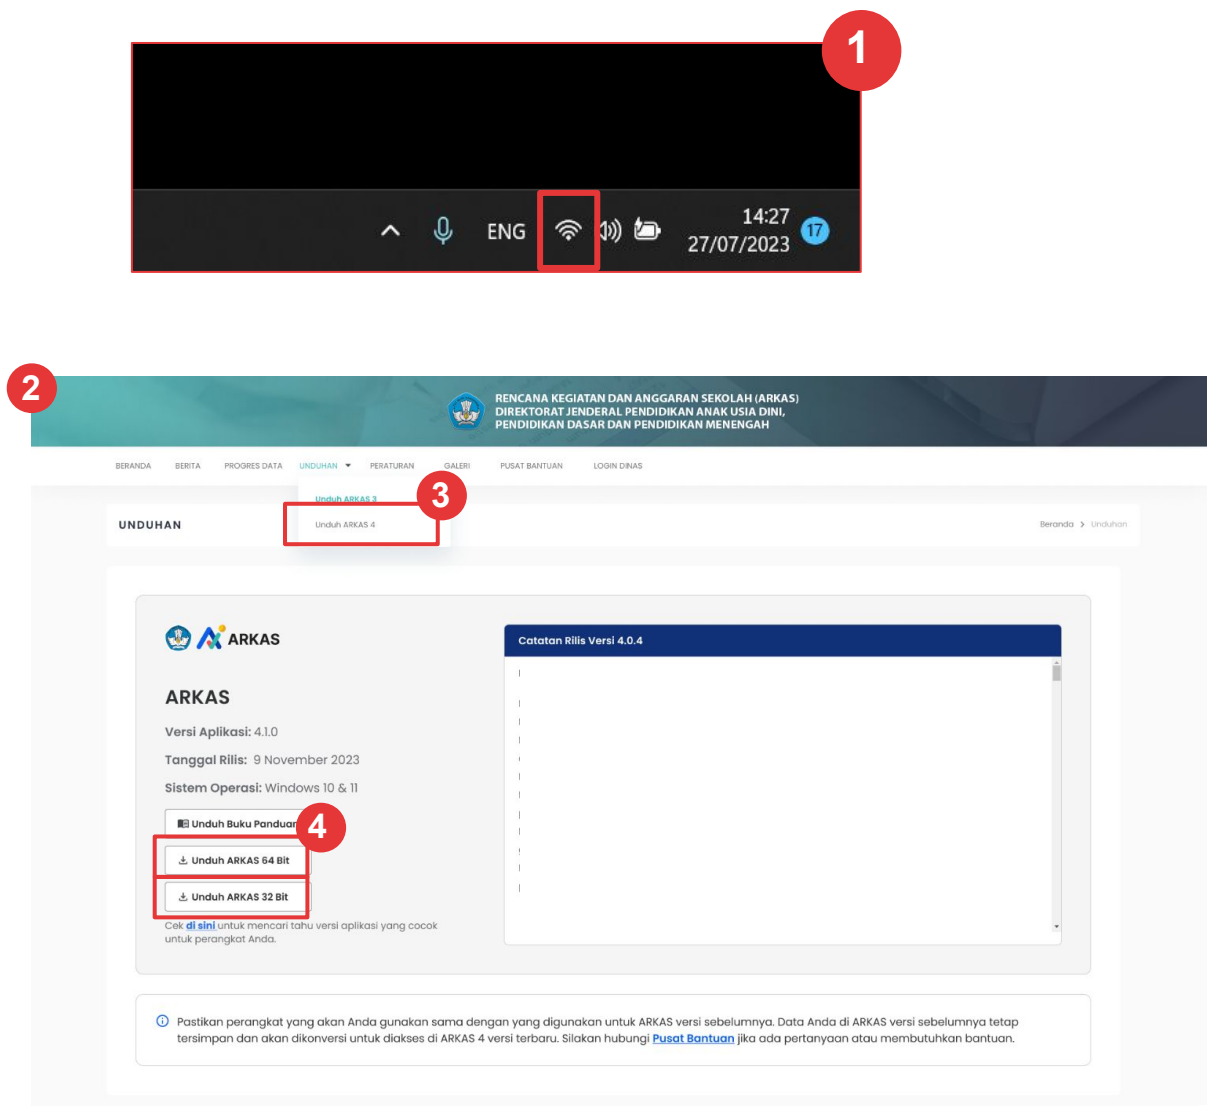 1
ENG
14:27
27/07/2023
17
2
RENCANA KEGIATAN DAN ANGGARAN SEKOLAH (ARKAS)
DIREKTORAT JENDERAL PENDIDIKAN ANAK USIA DINI,
PENDIDIKAN DASAR DAN PENDIDIKAN MENENGAH
BERANDA BERITA PROGRES DATA UNDUHAN PERATURAN GALERI PUSAT BANTUAN LOGIN DINAS
3
Unduh ARKAS 3
Unduh ARKAS 4
UNDUHAN
Beranda > Unduhan
ARKAS
Catatan Rilis Versi 4.0.4
ARKAS
Versi Aplikasi: 4.1.0
Tanggal Rilis: 9 November 2023
Sistem Operasi: Windows 10 & 11
Unduh Buku Panduan
4
Unduh ARKAS 64 Bit
Unduh ARKAS 32 Bit
Cek di sini untuk mencari tahu versi aplikasi yang cocok
untuk perangkat Anda.
Pastikan perangkat yang akan Anda gunakan sama dengan yang digunakan untuk ARKAS versi sebelumnya. Data Anda di ARKAS versi sebelumnya tetap
tersimpan dan akan dikonversi untuk diakses di ARKAS 4 versi terbaru. Silakan hubungi Pusat Bantuan jika ada pertanyaan atau membutuhkan bantuan.